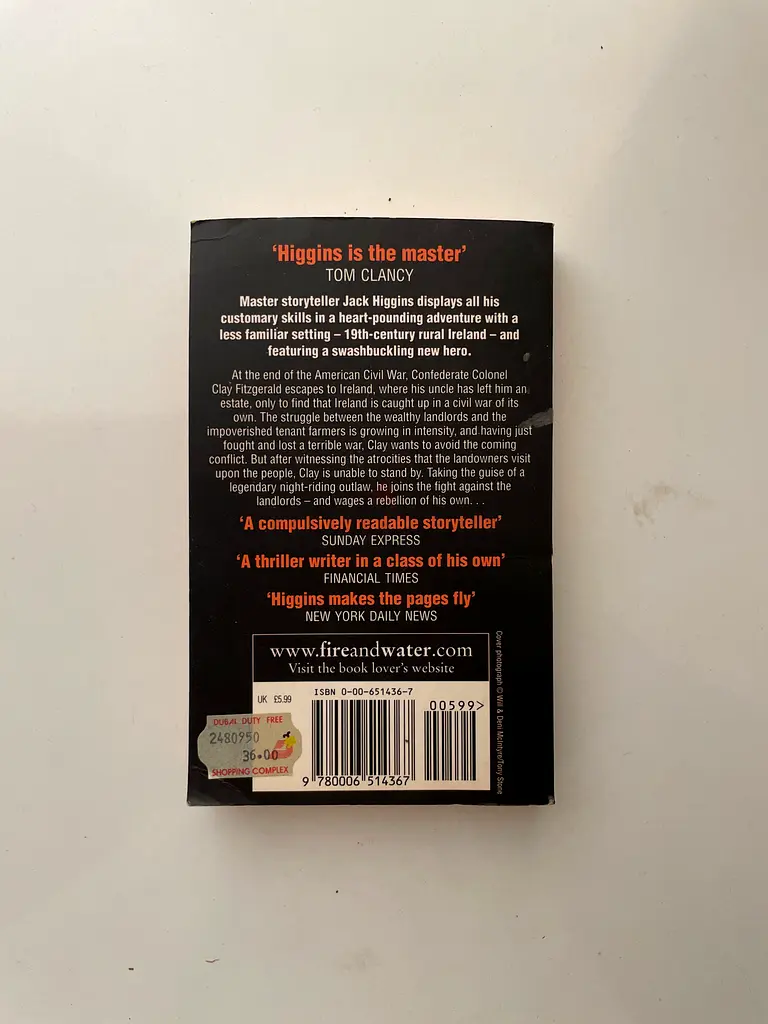 ‘Higgins is the master’
TOM CLANCY
Master storyteller Jack Higgins displays all his
customary skills in a heart-pounding adventure with a
less familiar setting – 19th-century rural Ireland – and
featuring a swashbuckling new hero.
At the end of the American Civil War, Confederate Colonel
Clay Fitzgerald escapes to Ireland, where his uncle has left him an
estate, only to find that Ireland is caught up in a civil war of its
own. The struggle between the wealthy landlords and the
impoverished tenant farmers is growing in intensity, and having just
fought and lost a terrible war, Clay wants to avoid the coming
conflict. But after witnessing the atrocities that the landowners visit
upon the people, Clay is unable to stand by. Taking the guise of a
legendary night-riding outlaw, he joins the fight against the
landlords – and wages a rebellion of his own. . .
‘A compulsively readable storyteller’
SUNDAY EXPRESS
‘A thriller writer in a class of his own’
FINANCIAL TIMES
‘Higgins makes the pages fly’
NEW YORK DAILY NEWS
www.fireandwater.com
Visit the book lover's website
UK £5.99
ISBN 0-00-651436-7
00599>
9 780006 514367
DUBAI DUTY FREE
2480950
36.00
SHOPPING COMPLEX
Cover photograph © Will & Deni McIntyre/Tony Stone